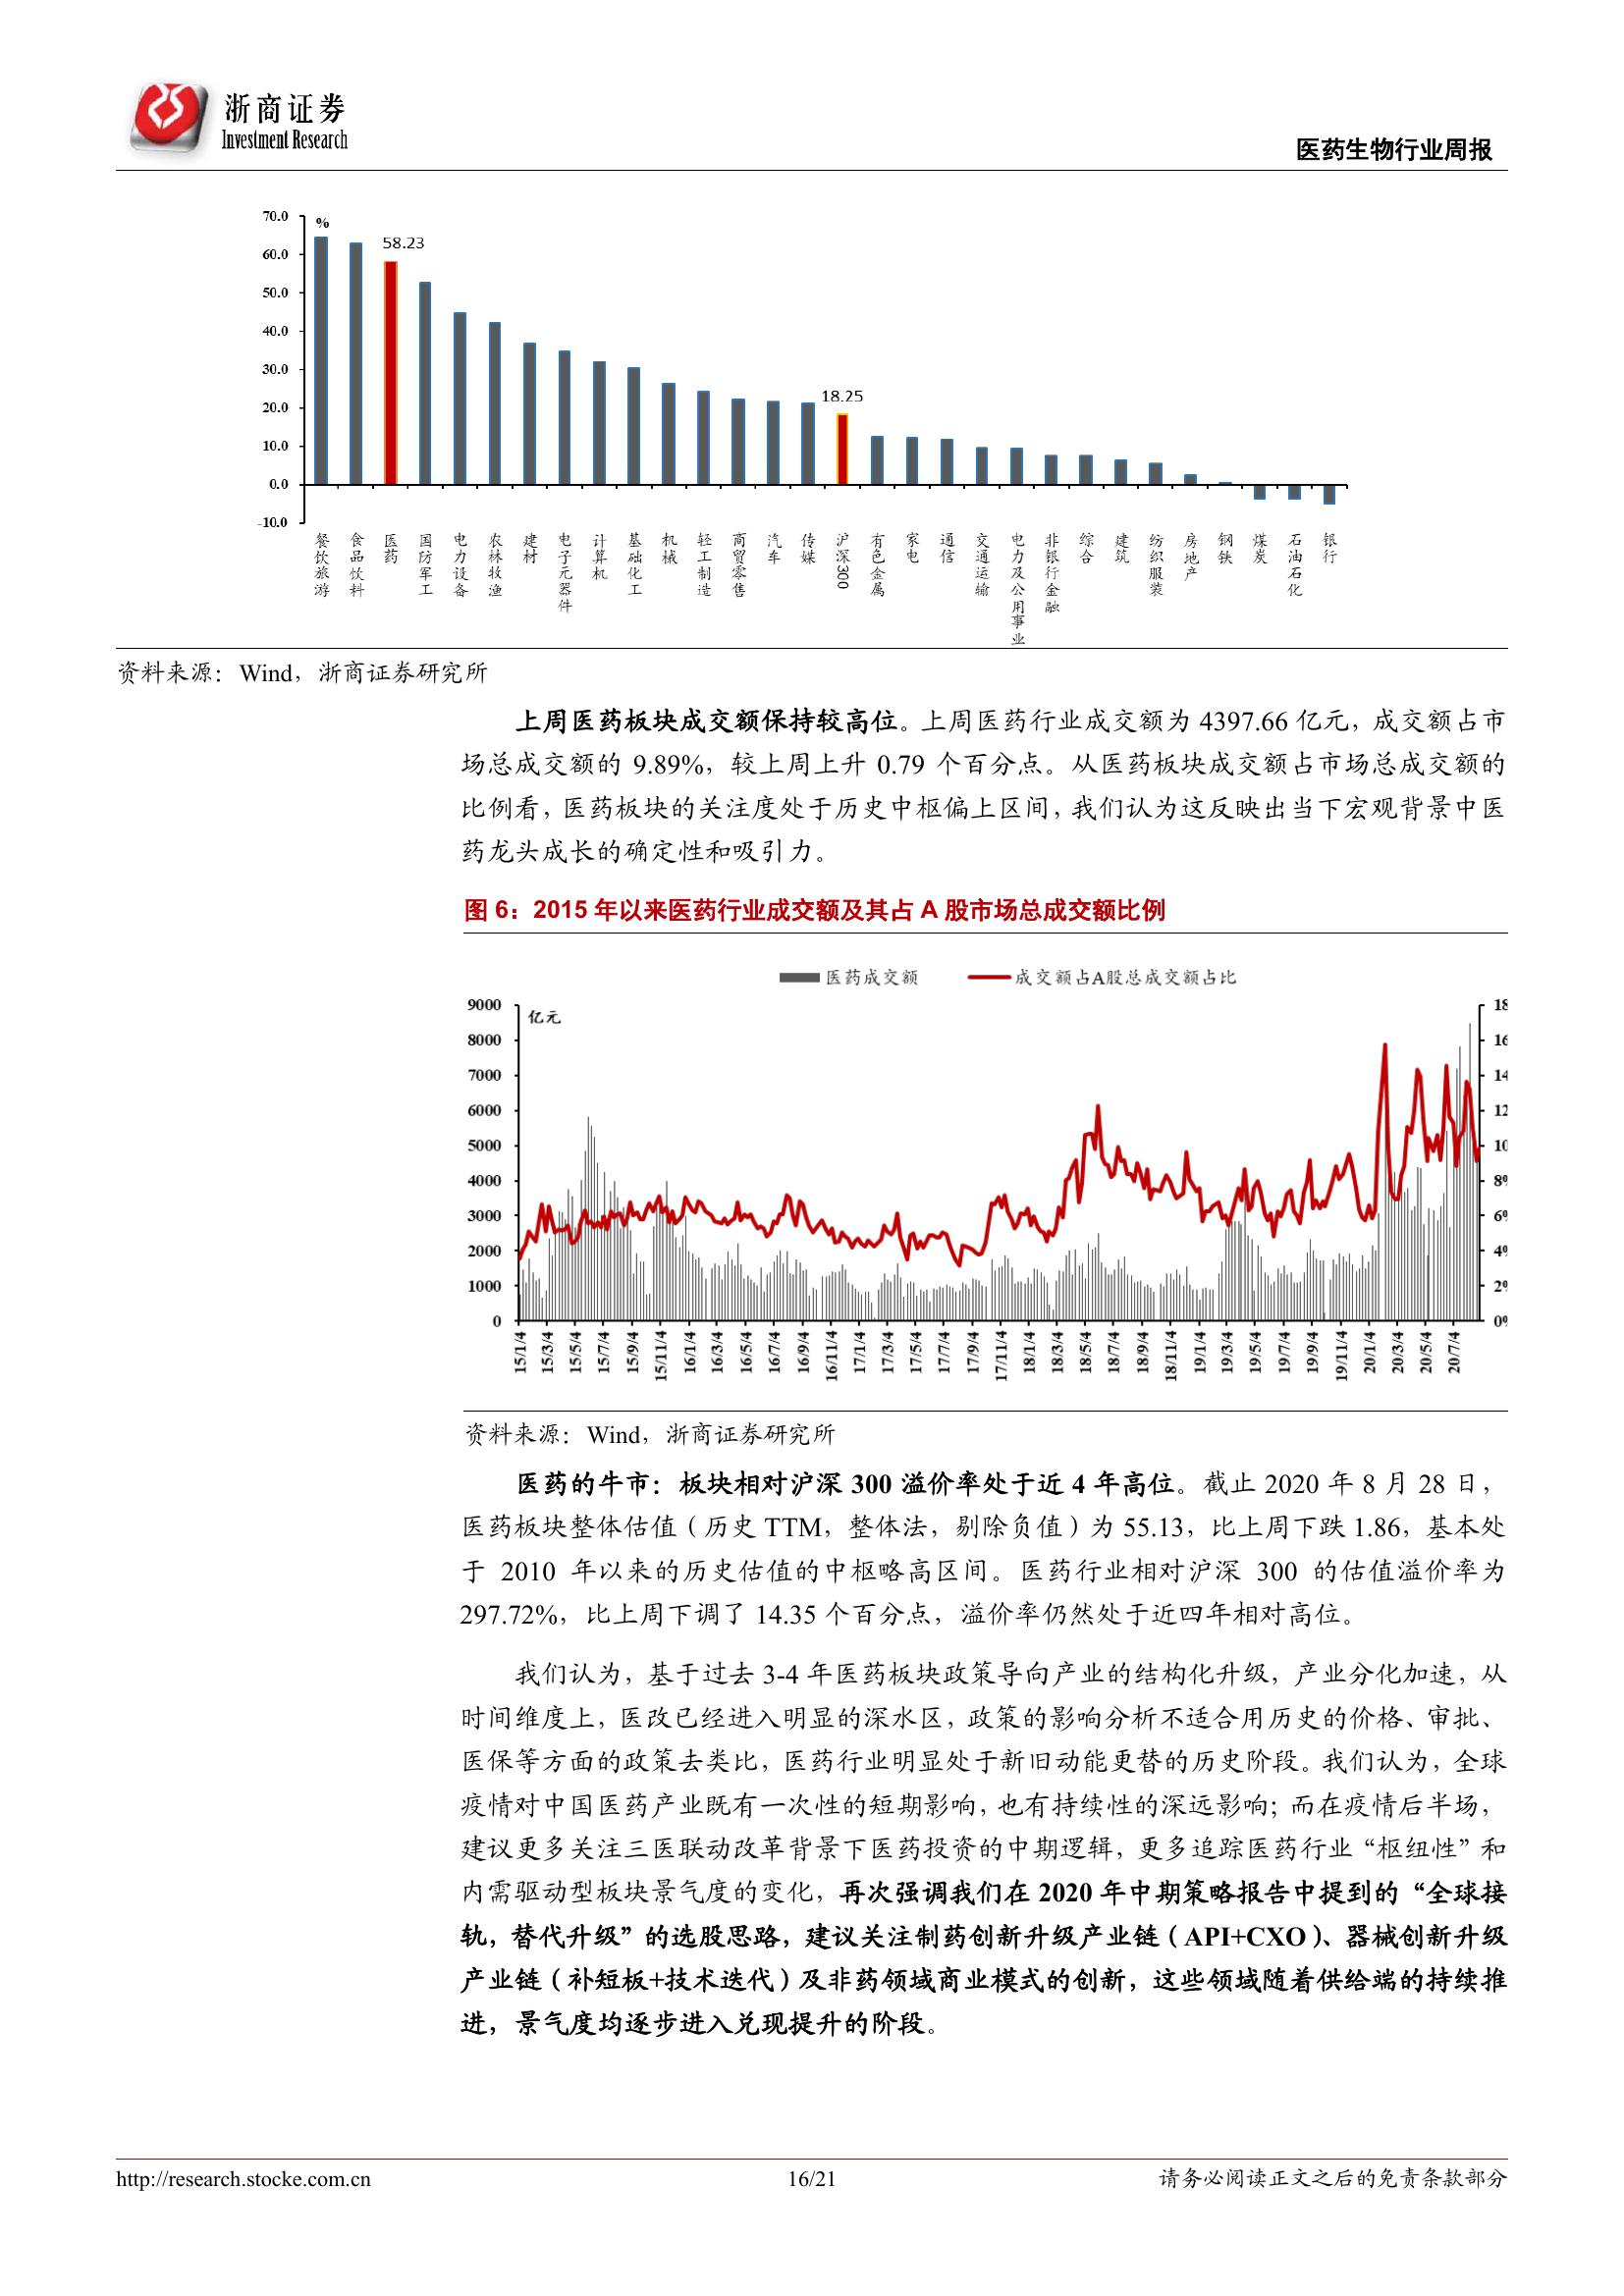 浙商证券
Investment Research
医药生物行业周报
%
70.0
60.0
50.0
40.0
30.0
20.0
10.0
0.0
-10.0
58.23
18.25
餐饮旅游
食品饮料
医药
国防军工
电力设备
农林牧渔
建材
电子元器件
计算机
基础化工
机械
轻工制造
商贸零售
汽车
传媒
沪深300
有色金属
家电
通信
交通运输
电力及公用事业
非银行金融
综合
建筑
纺织服装
房地产
钢铁
煤炭
石油石化
银行
资料来源：Wind，浙商证券研究所
上周医药板块成交额保持较高位。上周医药行业成交额为 4397.66 亿元，成交额占市
场总成交额的 9.89%，较上周上升 0.79 个百分点。从医药板块成交额占市场总成交额的
比例看，医药板块的关注度处于历史中枢偏上区间，我们认为这反映出当下宏观背景中医
药龙头成长的确定性和吸引力。
图 6：2015 年以来医药行业成交额及其占 A 股市场总成交额比例
医药成交额
成交额占A股总成交额占比
亿元
9000
8000
7000
6000
5000
4000
3000
2000
1000
0
18
16
14
12
10
8%
6%
4%
2%
0%
15/1/4
15/3/4
15/5/4
15/7/4
15/9/4
15/11/4
16/1/4
16/3/4
16/5/4
16/7/4
16/9/4
16/11/4
17/1/4
17/3/4
17/5/4
17/7/4
17/9/4
17/11/4
18/1/4
18/3/4
18/5/4
18/7/4
18/9/4
18/11/4
19/1/4
19/3/4
19/5/4
19/7/4
19/9/4
19/11/4
20/1/4
20/3/4
20/5/4
20/7/4
资料来源：Wind，浙商证券研究所
医药的牛市：板块相对沪深 300 溢价率处于近 4 年高位。截止 2020 年 8 月 28 日，
医药板块整体估值（历史 TTM，整体法，剔除负值）为 55.13，比上周下跌 1.86，基本处
于 2010 年以来的历史估值的中枢略高区间。医药行业相对沪深 300 的估值溢价率为
297.72%，比上周下调了 14.35 个百分点，溢价率仍然处于近四年相对高位。
我们认为，基于过去 3-4 年医药板块政策导向产业的结构化升级，产业分化加速，从
时间维度上，医改已经进入明显的深水区，政策的影响分析不适合用历史的价格、审批、
医保等方面的政策去类比，医药行业明显处于新旧动能更替的历史阶段。我们认为，全球
疫情对中国医药产业既有一次性的短期影响，也有持续性的深远影响；而在疫情后半场，
建议更多关注三医联动改革背景下医药投资的中期逻辑，更多追踪医药行业“枢纽性”和
内需驱动型板块景气度的变化，再次强调我们在 2020 年中期策略报告中提到的“全球接
轨，替代升级”的选股思路，建议关注制药创新升级产业链（API+CXO）、器械创新升级
产业链（补短板+技术迭代）及非药领域商业模式的创新，这些领域随着供给端的持续推
进，景气度均逐步进入兑现提升的阶段。
http://research.stocke.com.cn
16/21
请务必阅读正文之后的免责条款部分